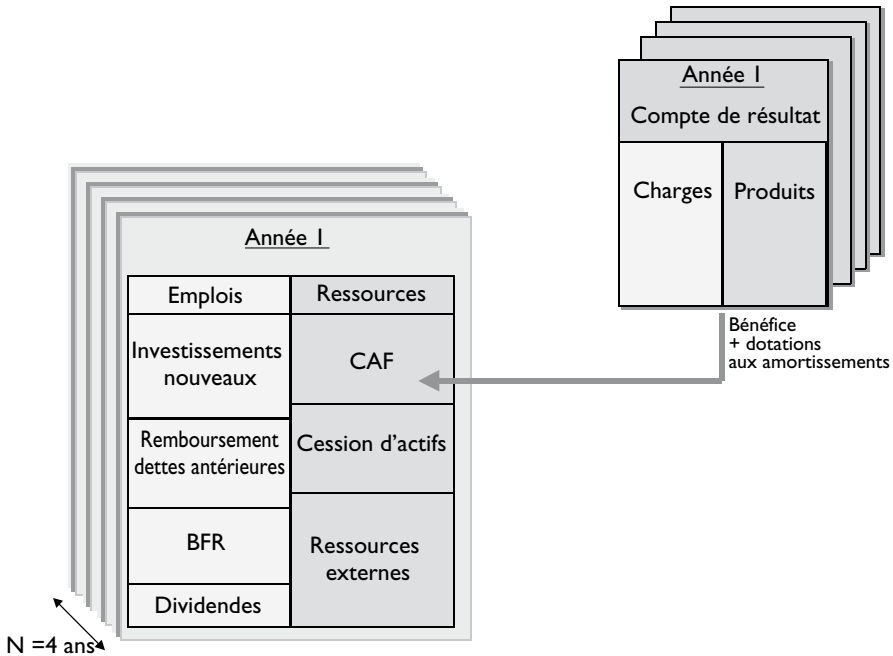 Année 1
Compte de résultat
Charges
Produits
Bénéfice
+ dotations
aux amortissements
Année 1
Emplois
Ressources
Investissements
nouveaux
CAF
Remboursement
dettes antérieures
Cession d'actifs
BFR
Ressources
externes
Dividendes
N =4 ans